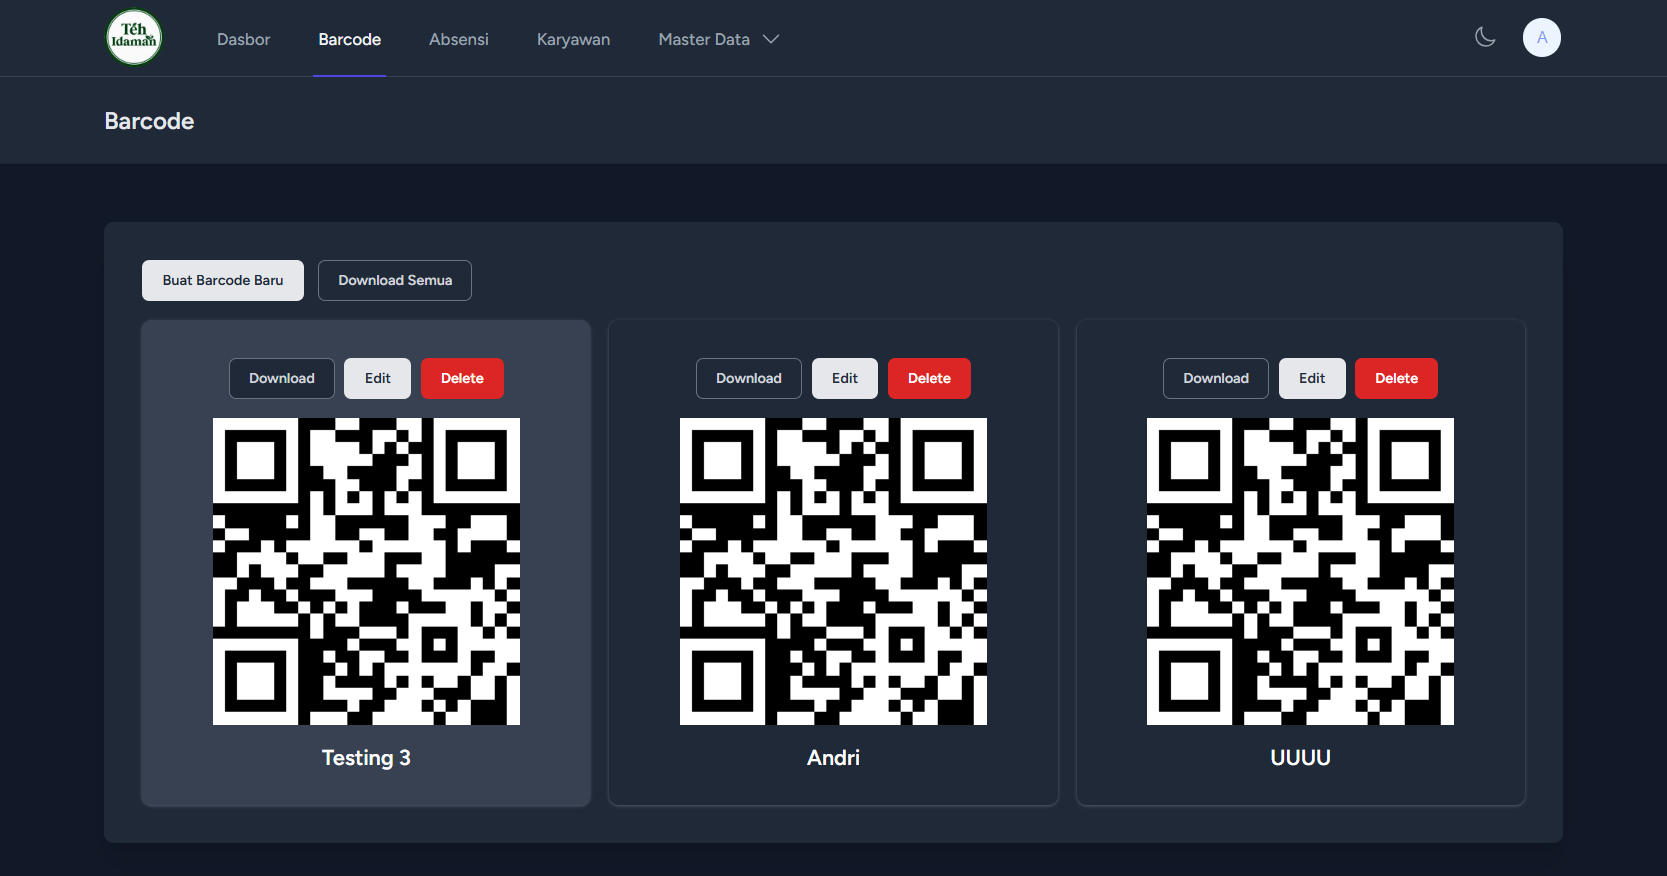 Téh
Idaman
Dasbor
Barcode
Absensi
Karyawan
Master Data
A
Barcode
Buat Barcode Baru
Download Semua
Download
Edit
Delete
Testing 3
Download
Edit
Delete
Andri
Download
Edit
Delete
UUUU